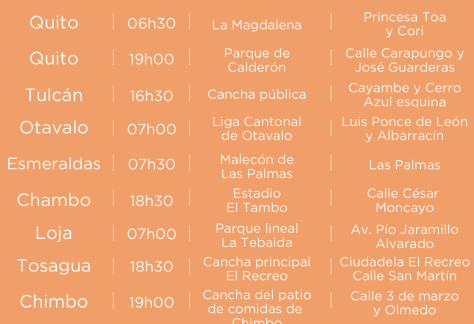 Quito 06h30 La Magdalena Princesa Toa
y Cori
Quito 19h00 Parque de
Calderón Calle Carapungo y
José Guarderas
Tulcán 16h30 Cancha pública Cayambe y Cerro
Azul esquina
Otavalo 07h00 Liga Cantonal
de Otavalo Luis Ponce de León
y Albarracín
Esmeraldas 07h30 Malecón de
Las Palmas Las Palmas
Chambo 18h30 Estadio
El Tambo Calle César
Moncayo
Loja 07h00 Parque lineal
La Tebaida Av. Pío Jaramillo
Alvarado
Tosagua 18h30 Cancha principal
El Recreo Ciudadela El Recreo
Calle San Martín
Chimbo 19h00 Cancha del patio
de comidas de
Chimbo Calle 3 de marzo
y Olmedo